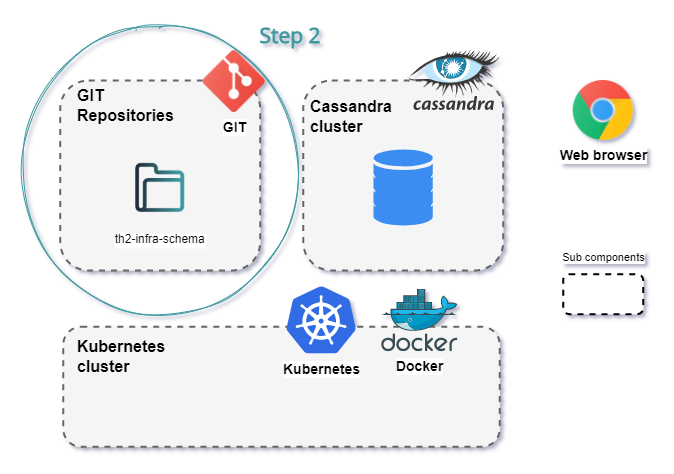 Step 2
GIT
Repositories
GIT
th2-infra-schema
Cassandra
cluster
cassandra
Web browser
Sub components
Kubernetes
cluster
Kubernetes
docker
Docker